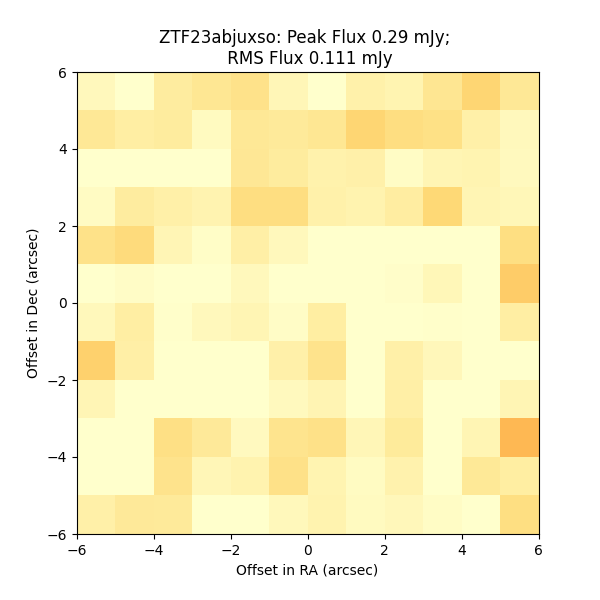 ZTF23abjuxso: Peak Flux 0.29 mJy;
RMS Flux 0.111 mJy
6
4
2
0
−2
−4
−6
Offset in Dec (arcsec)
−6 −4 −2 0 2 4 6
Offset in RA (arcsec)